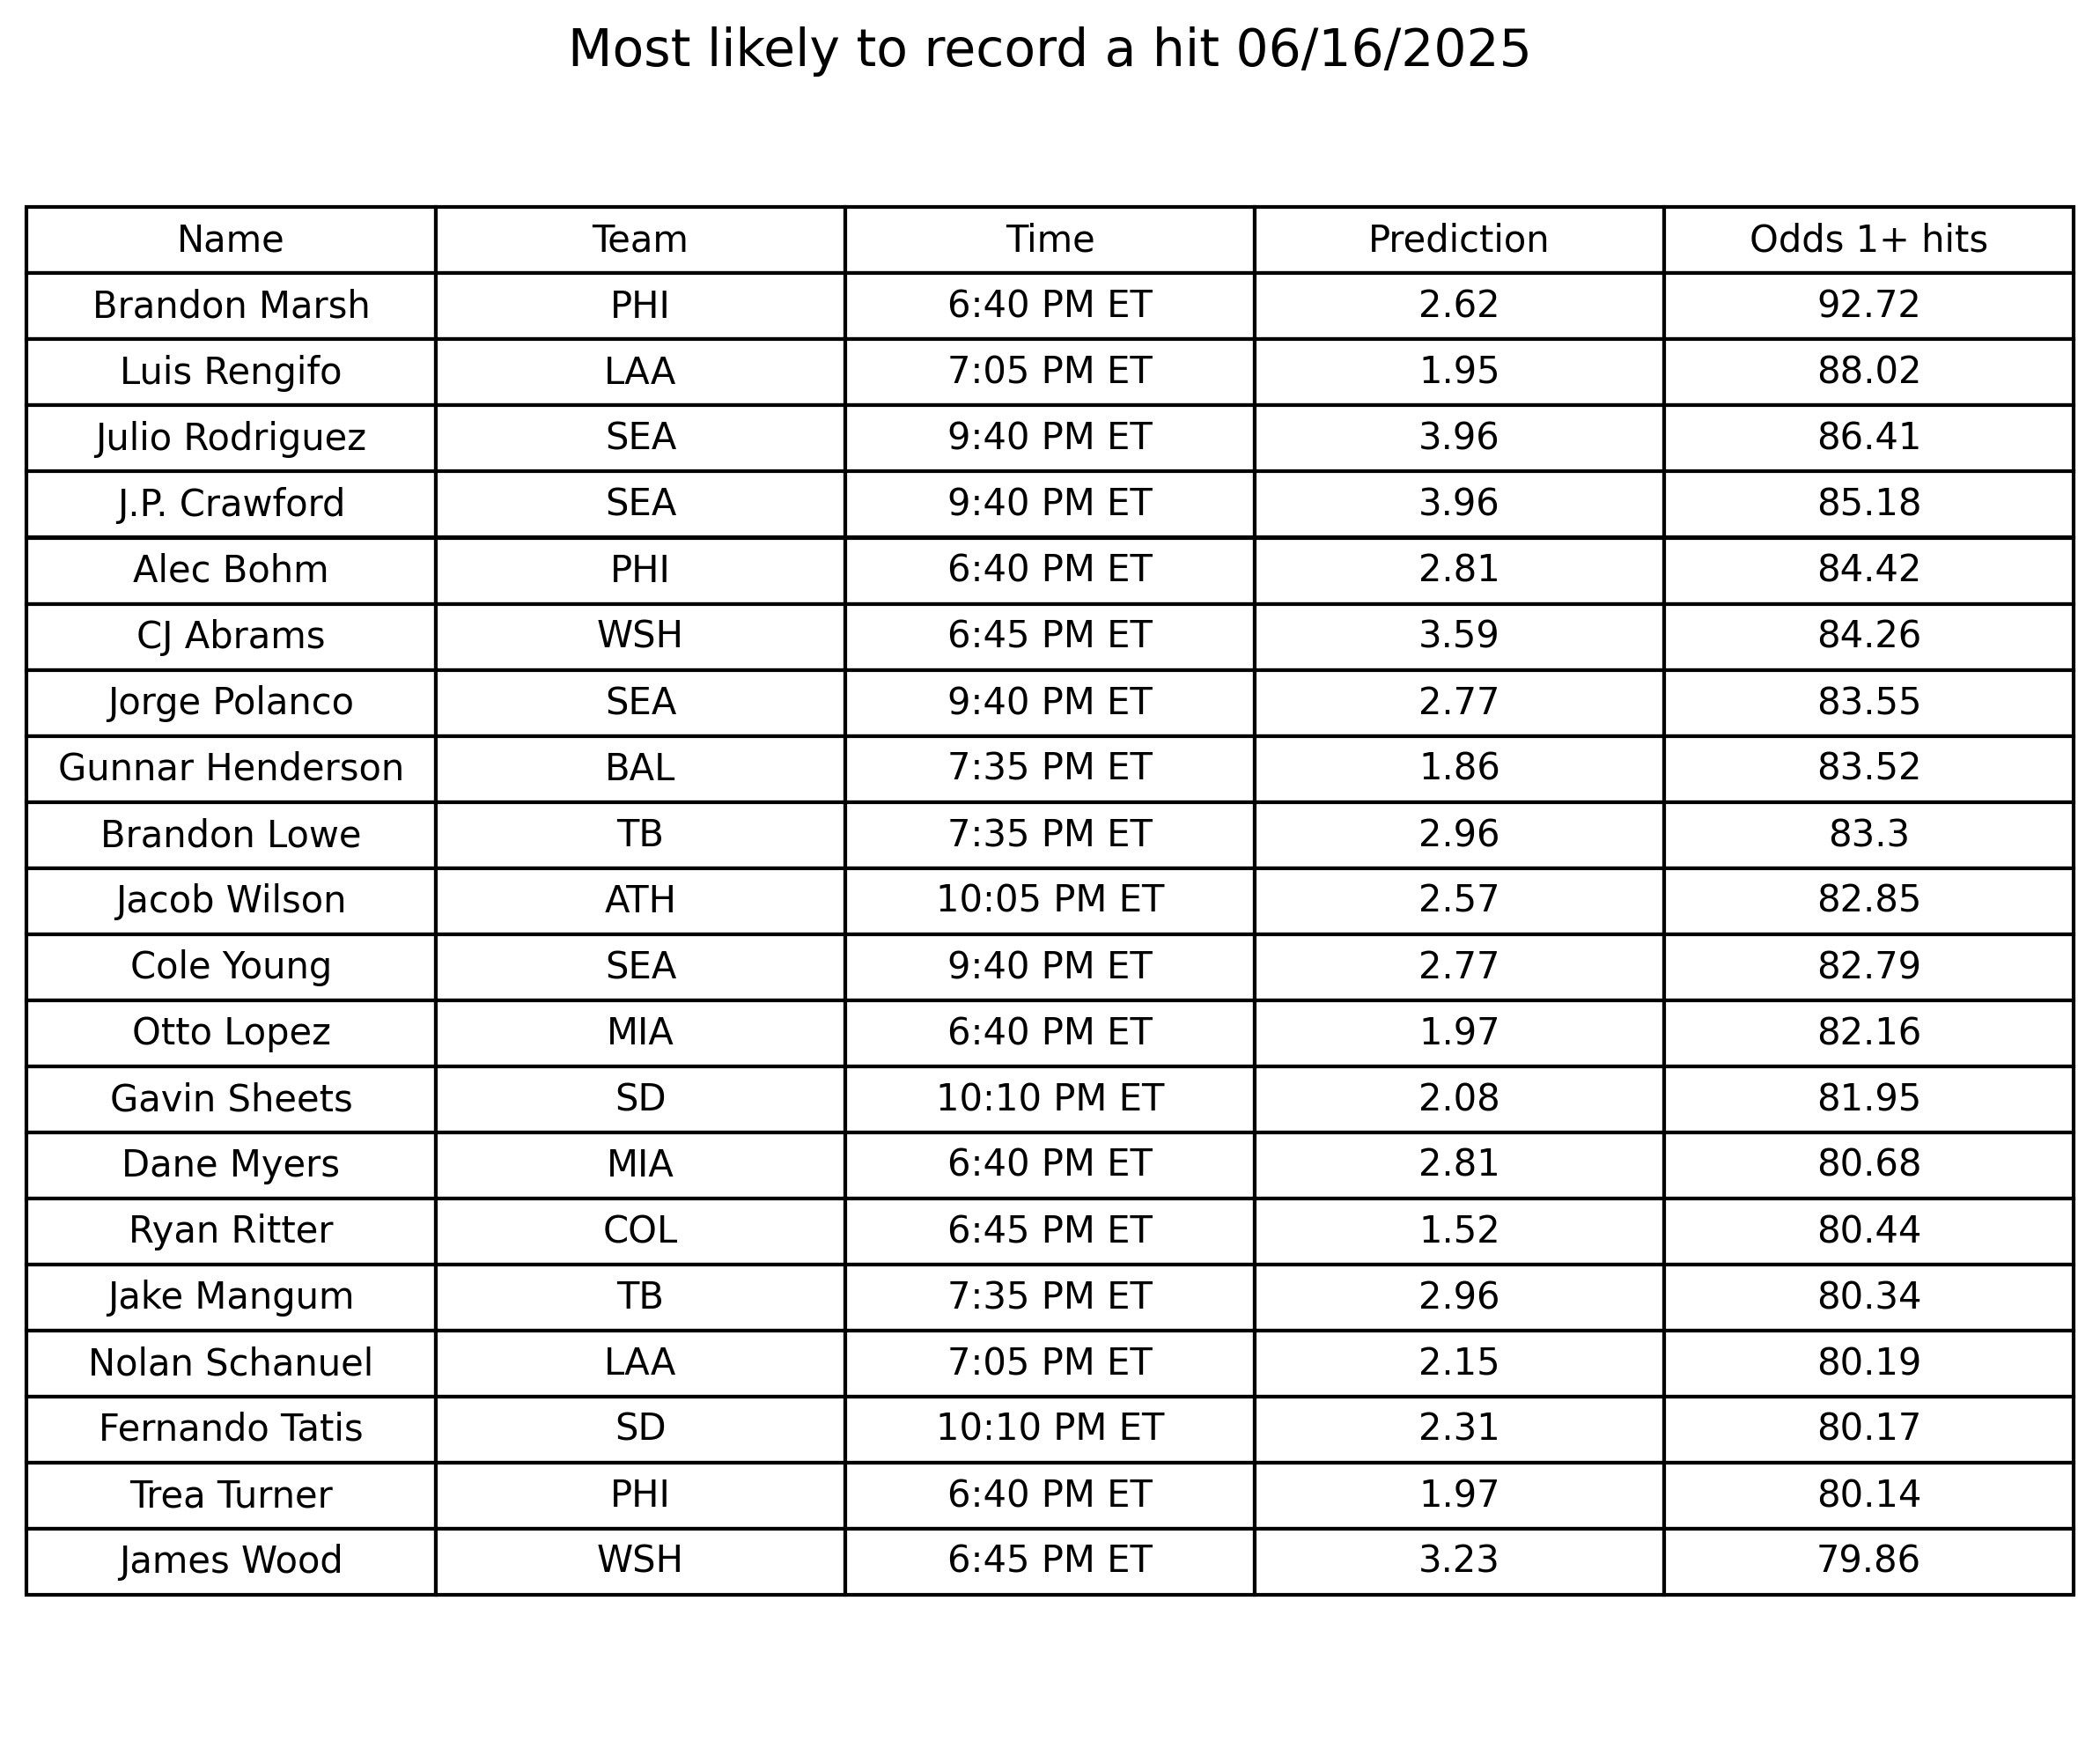 Most likely to record a hit 06/16/2025
Name Team Time Prediction Odds 1+ hits
Brandon Marsh PHI 6:40 PM ET 2.62 92.72
Luis Rengifo LAA 7:05 PM ET 1.95 88.02
Julio Rodriguez SEA 9:40 PM ET 3.96 86.41
J.P. Crawford SEA 9:40 PM ET 3.96 85.18
Alec Bohm PHI 6:40 PM ET 2.81 84.42
CJ Abrams WSH 6:45 PM ET 3.59 84.26
Jorge Polanco SEA 9:40 PM ET 2.77 83.55
Gunnar Henderson BAL 7:35 PM ET 1.86 83.52
Brandon Lowe TB 7:35 PM ET 2.96 83.3
Jacob Wilson ATH 10:05 PM ET 2.57 82.85
Cole Young SEA 9:40 PM ET 2.77 82.79
Otto Lopez MIA 6:40 PM ET 1.97 82.16
Gavin Sheets SD 10:10 PM ET 2.08 81.95
Dane Myers MIA 6:40 PM ET 2.81 80.68
Ryan Ritter COL 6:45 PM ET 1.52 80.44
Jake Mangum TB 7:35 PM ET 2.96 80.34
Nolan Schanuel LAA 7:05 PM ET 2.15 80.19
Fernando Tatis SD 10:10 PM ET 2.31 80.17
Trea Turner PHI 6:40 PM ET 1.97 80.14
James Wood WSH 6:45 PM ET 3.23 79.86